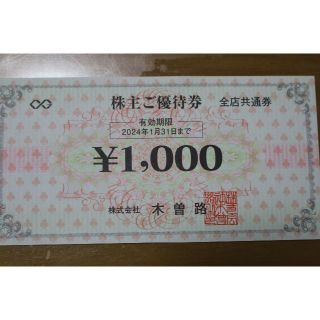 株主ご優待券 全店共通券
有効期限
2024年1月31日まで
¥1,000
株式会社 木曽路